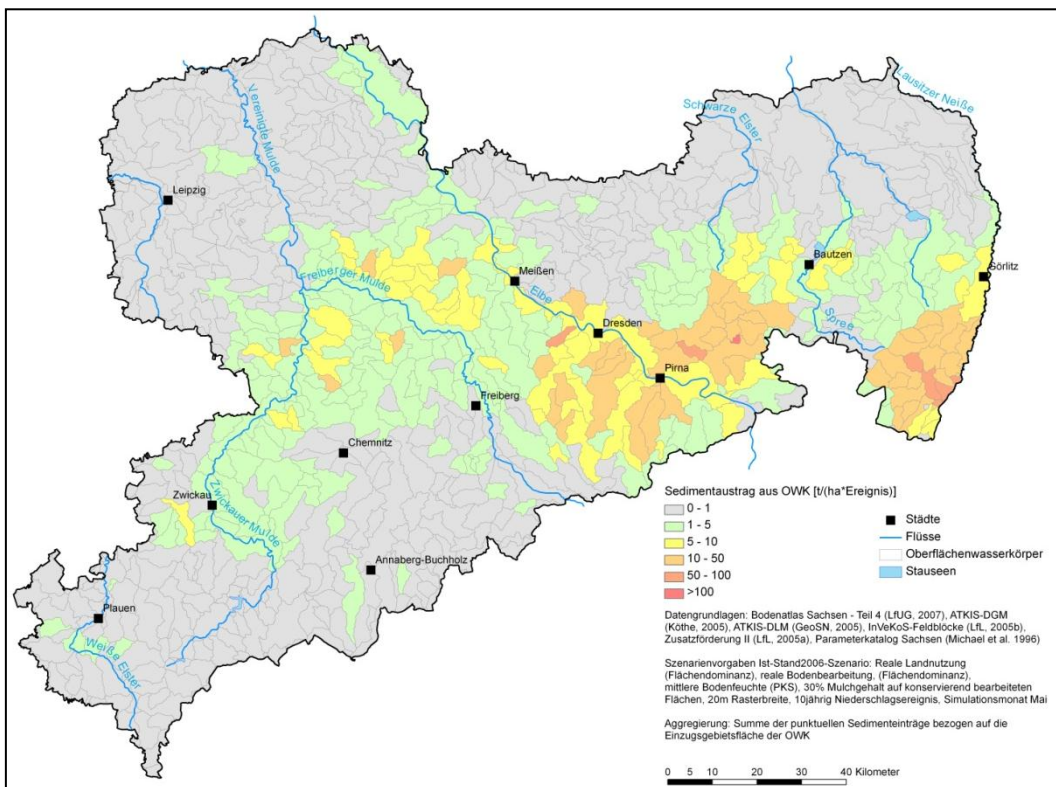 Lausitzer Neiße
Schwarze Elster
Vereinigte Mulde
Leipzig
Bautzen
Görlitz
Freiberger Mulde
Meißen
Elbe
Spree
Dresden
Pirna
Freiberg
Chemnitz
Zwickau
Zwickauer Mulde
Annaberg-Buchholz
Plauen
Weiße Elster
Sedimentaustrag aus OWK [t/(ha*Ereignis)]
0 - 1
1 - 5
5 - 10
10 - 50
50 - 100
>100
Städte
Flüsse
Oberflächenwasserkörper
Stauseen
Datengrundlagen: Bodenatlas Sachsen - Teil 4 (LfUG, 2007), ATKIS-DGM
(Köthe, 2005), ATKIS-DLM (GeoSN, 2005), InVeKoS-Feldblöcke (LfL, 2005b),
Zusatzförderung II (LfL, 2005a), Parameterkatalog Sachsen (Michael et al. 1996)
Szenarienvorgaben Ist-Stand2006-Szenario: Reale Landnutzung
(Flächendominanz), reale Bodenbearbeitung, (Flächendominanz),
mittlere Bodenfeuchte (PKS), 30% Mulchgehalt auf konservierend bearbeiteten
Flächen, 20m Rasterbreite, 10jährig Niederschlagsereignis, Simulationsmonat Mai
Aggregierung: Summe der punktuellen Sedimenteinträge bezogen auf die
Einzugsgebietsfläche der OWK
0 5 10 20 30 40 Kilometer